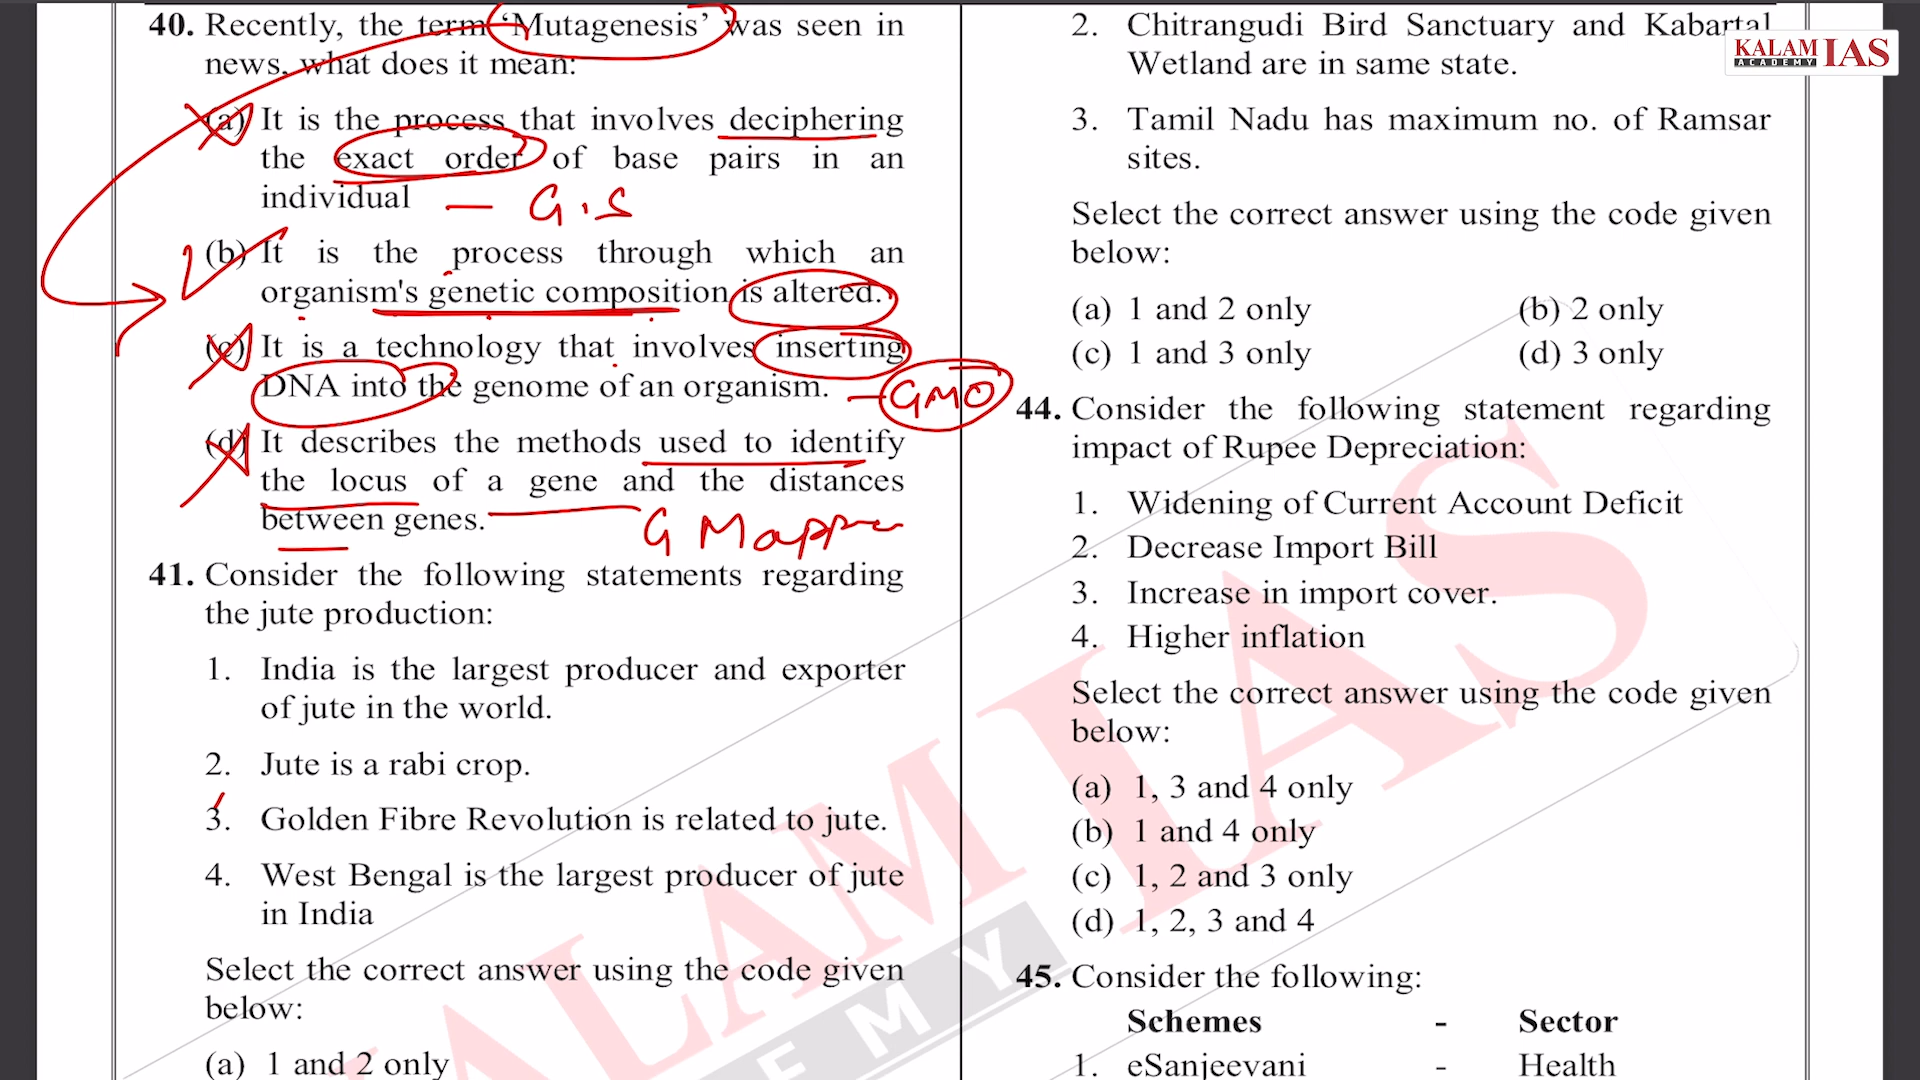 40. Recently, the term 'Mutagenesis' was seen in
news, what does it mean:
(a) It is the process that involves deciphering
the exact order of base pairs in an
individual — G.S
(b) It is the process through which an
organism's genetic composition is altered.
(c) It is a technology that involves inserting
DNA into the genome of an organism. — GMO
(d) It describes the methods used to identify
the locus of a gene and the distances
between genes.
41. Consider the following statements regarding
the jute production:
1. India is the largest producer and exporter
of jute in the world.
2. Jute is a rabi crop.
3. Golden Fibre Revolution is related to jute.
4. West Bengal is the largest producer of jute
in India
Select the correct answer using the code given
below:
(a) 1 and 2 only
2. Chitrangudi Bird Sanctuary and Kabartal
Wetland are in same state.
3. Tamil Nadu has maximum no. of Ramsar
sites.
Select the correct answer using the code given
below:
(a) 1 and 2 only (b) 2 only
(c) 1 and 3 only (d) 3 only
44. Consider the following statement regarding
impact of Rupee Depreciation:
1. Widening of Current Account Deficit
2. Decrease Import Bill
3. Increase in import cover.
4. Higher inflation
Select the correct answer using the code given
below:
(a) 1, 3 and 4 only
(b) 1 and 4 only
(c) 1, 2 and 3 only
(d) 1, 2, 3 and 4
45. Consider the following:
Schemes - Sector
1. eSanjeevani - Health
KALAM IAS
ACADEMY